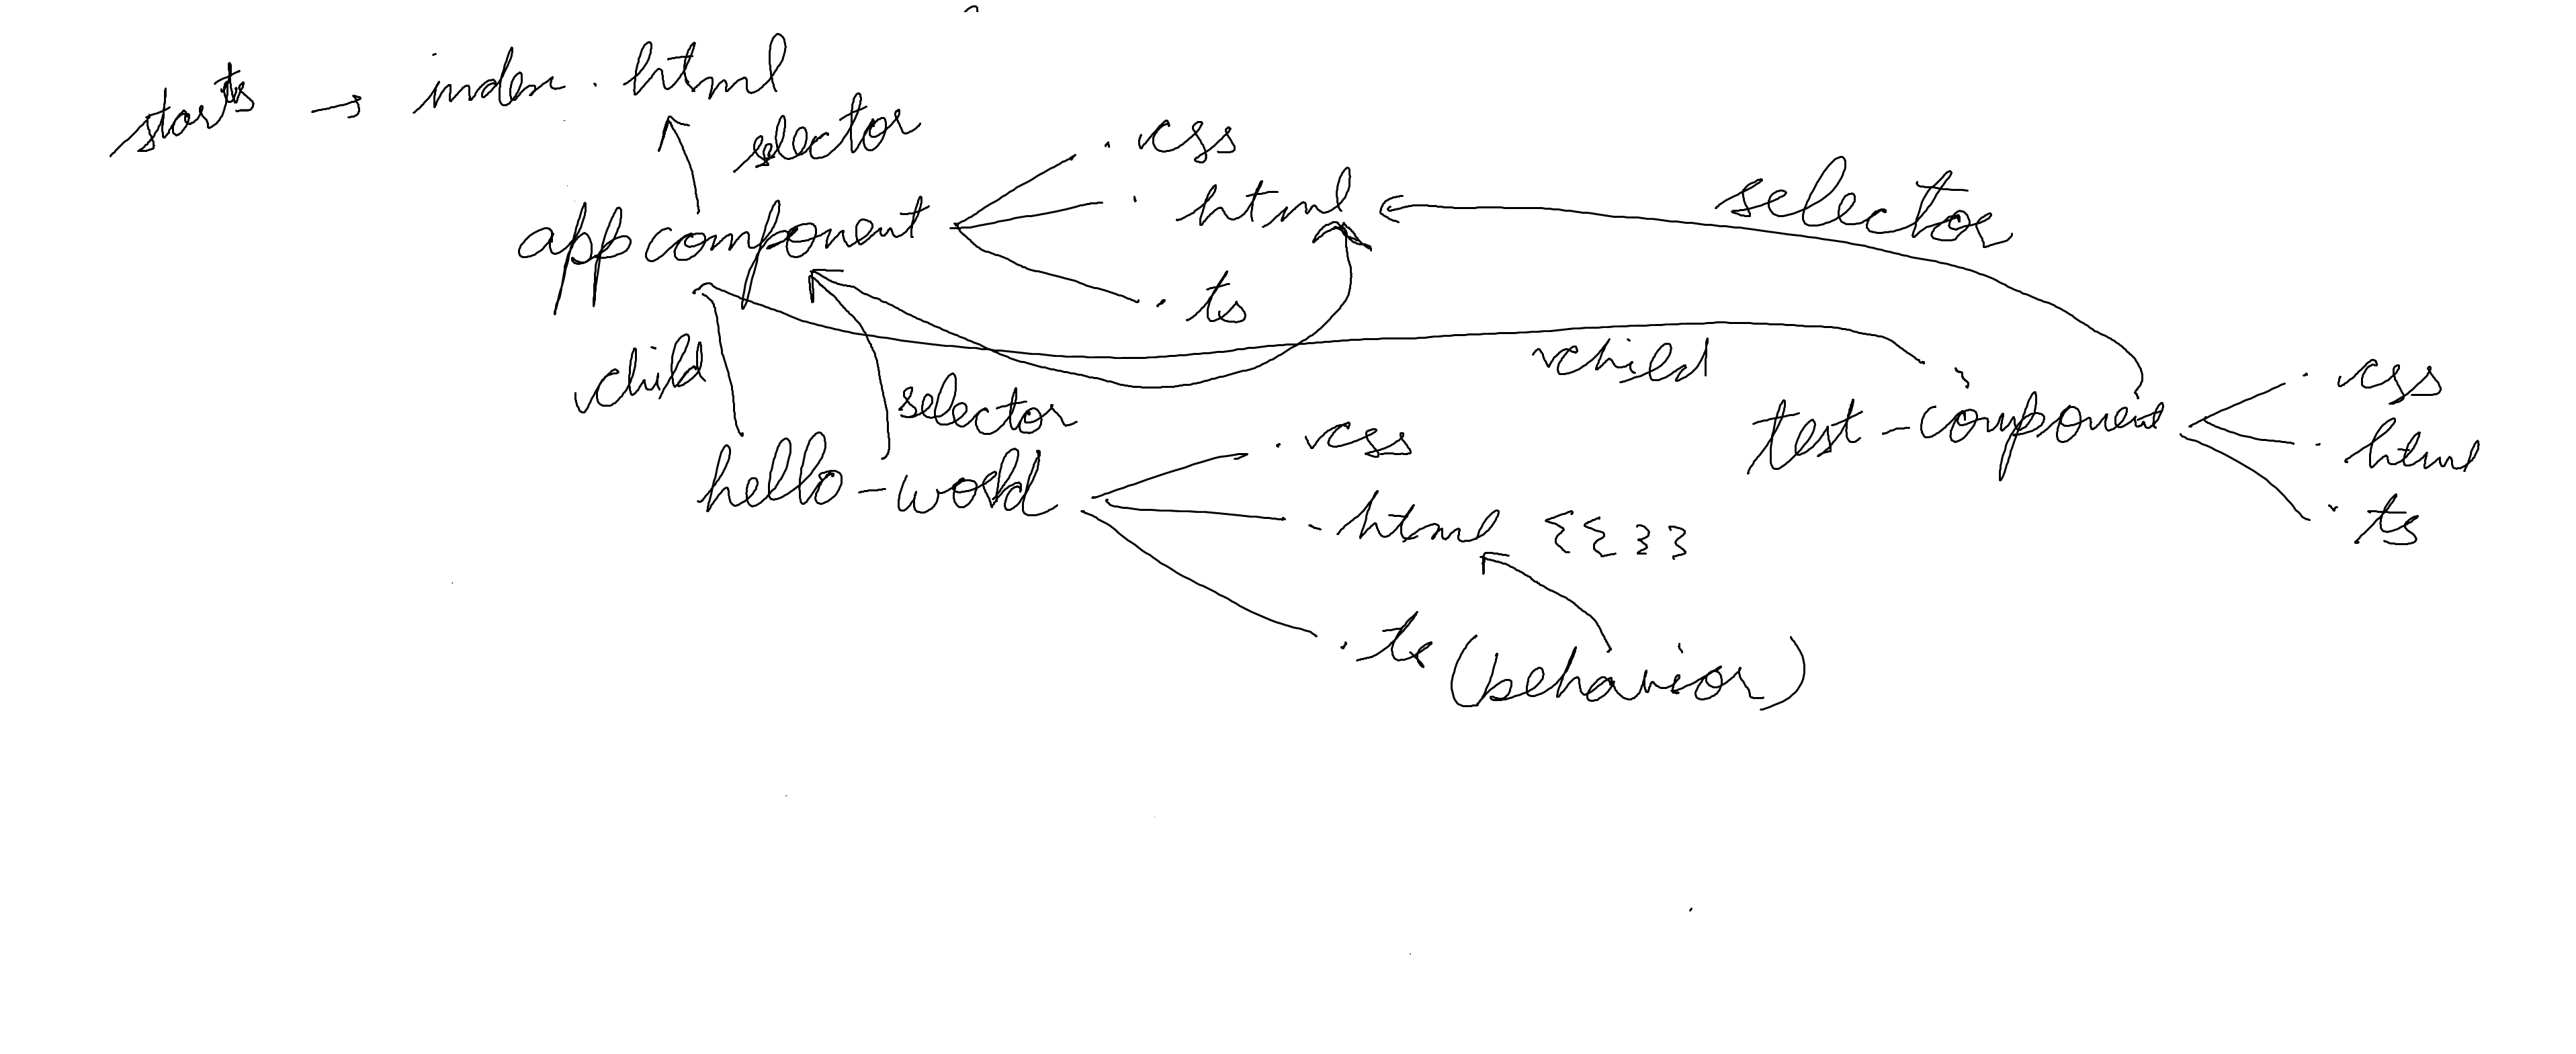 starts → index.html
selector
.css
app component
.html
selector
.ts
child
child
selector
.css
test-component
.html
.ts
hello-world
.css
.html {{}}
.ts (behavior)